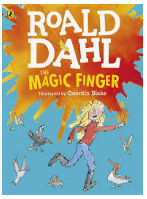 ROALD
DAHL
THE
MAGIC FINGER
Illustrated by Quentin Blake